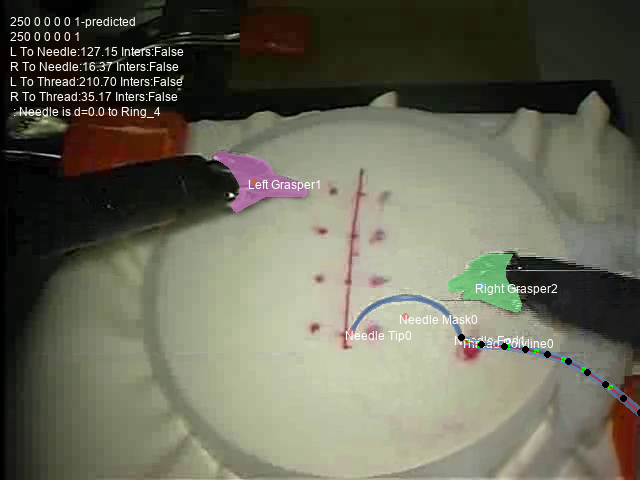 250 0 0 0 0 1-predicted
250 0 0 0 0 1
L To Needle:127.15 Inters:False
R To Needle:16.37 Inters:False
L To Thread:210.70 Inters:False
R To Thread:35.17 Inters:False
: Needle is d=0.0 to Ring_4
Left Grasper1
Right Grasper2
Needle Mask0
Needle Tip0